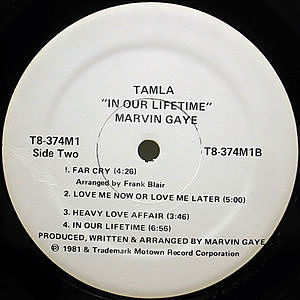 TAMLA
"IN OUR LIFETIME"
MARVIN GAYE
T8-374M1
Side Two
T8-374M1B
1. FAR CRY (4:26)
Arranged by Frank Blair
2. LOVE ME NOW OR LOVE ME LATER (5:00)
3. HEAVY LOVE AFFAIR (3:46)
4. IN OUR LIFETIME (6:56)
PRODUCED, WRITTEN & ARRANGED BY MARVIN GAYE
℗ 1981 & Trademark Motown Record Corporation